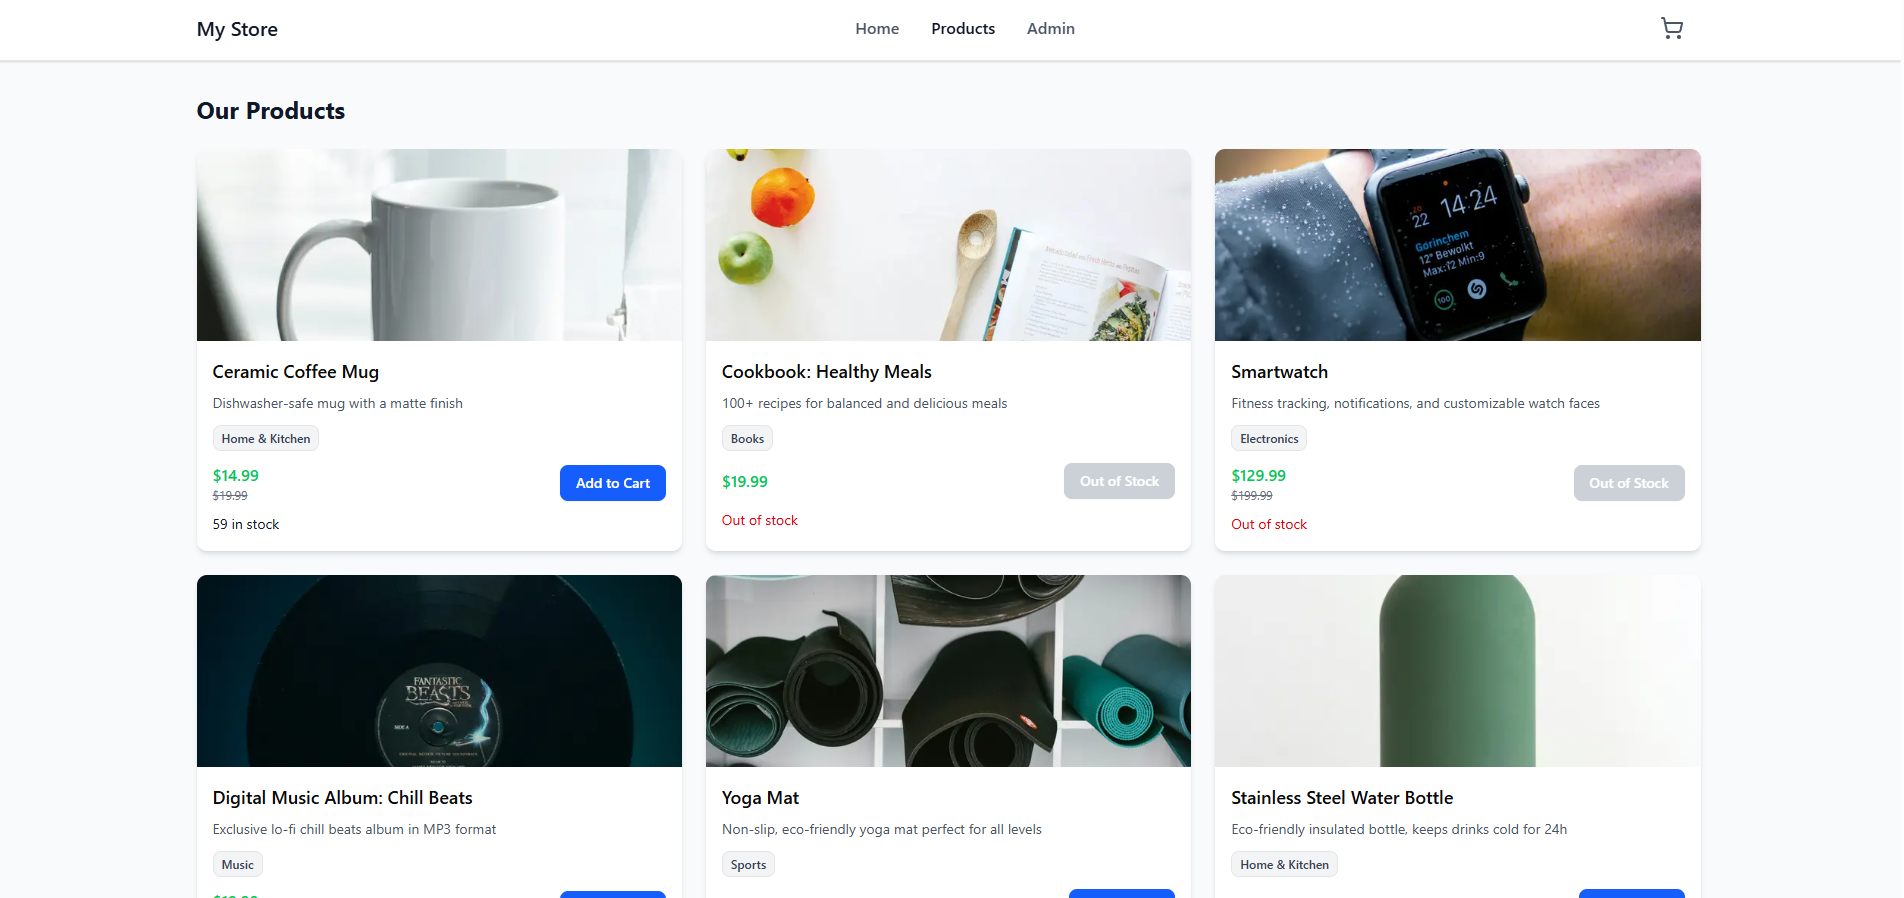 My Store
Home Products Admin
Our Products
20
22 14:24
Gorinchem
12° Bewolkt
Max:12 Min:9
100
Ceramic Coffee Mug
Dishwasher-safe mug with a matte finish
Home & Kitchen
$14.99
$19.99
Add to Cart
59 in stock
Cookbook: Healthy Meals
100+ recipes for balanced and delicious meals
Books
$19.99
Out of Stock
Out of stock
Smartwatch
Fitness tracking, notifications, and customizable watch faces
Electronics
$129.99
$199.99
Out of Stock
Out of stock
FANTASTIC
BEASTS
SIDE A
Digital Music Album: Chill Beats
Exclusive lo-fi chill beats album in MP3 format
Music
Yoga Mat
Non-slip, eco-friendly yoga mat perfect for all levels
Sports
Stainless Steel Water Bottle
Eco-friendly insulated bottle, keeps drinks cold for 24h
Home & Kitchen